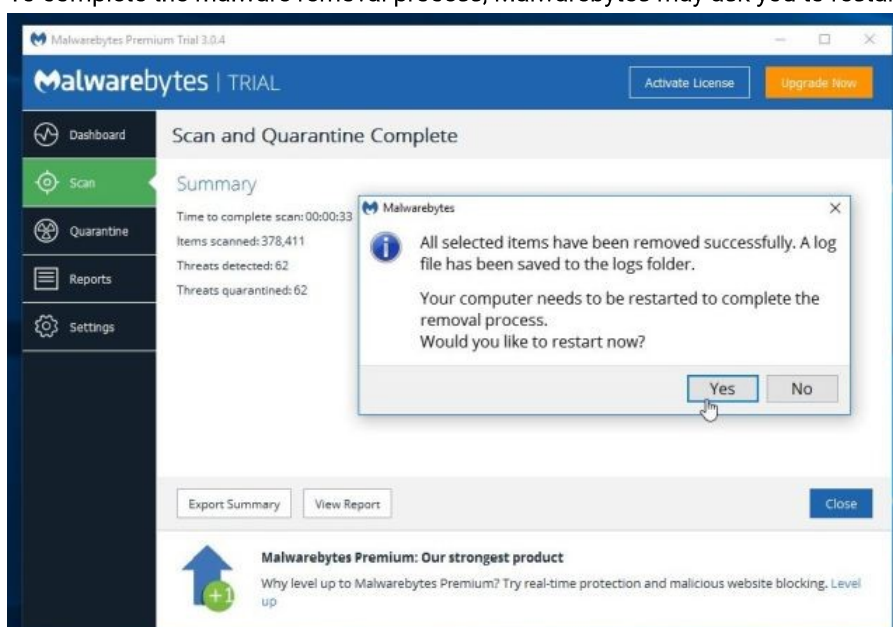 To complete the malware removal process, Malwarebytes may ask you to
Malwarebytes Premium Trial 3.0.4
Malwarebytes | TRIAL
Activate License
Upgrade Now
Dashboard
Scan and Quarantine Complete
Scan
Summary
Time to complete scan: 00:00:33
Items scanned: 378,411
Threats detected: 62
Threats quarantined: 62
Quarantine
Reports
Settings
Malwarebytes
All selected items have been removed successfully. A log
file has been saved to the logs folder.
Your computer needs to be restarted to complete the
removal process.
Would you like to restart now?
Yes
No
Export Summary
View Report
Close
+1
Malwarebytes Premium: Our strongest product
Why level up to Malwarebytes Premium? Try real-time protection and malicious website blocking. Level
up